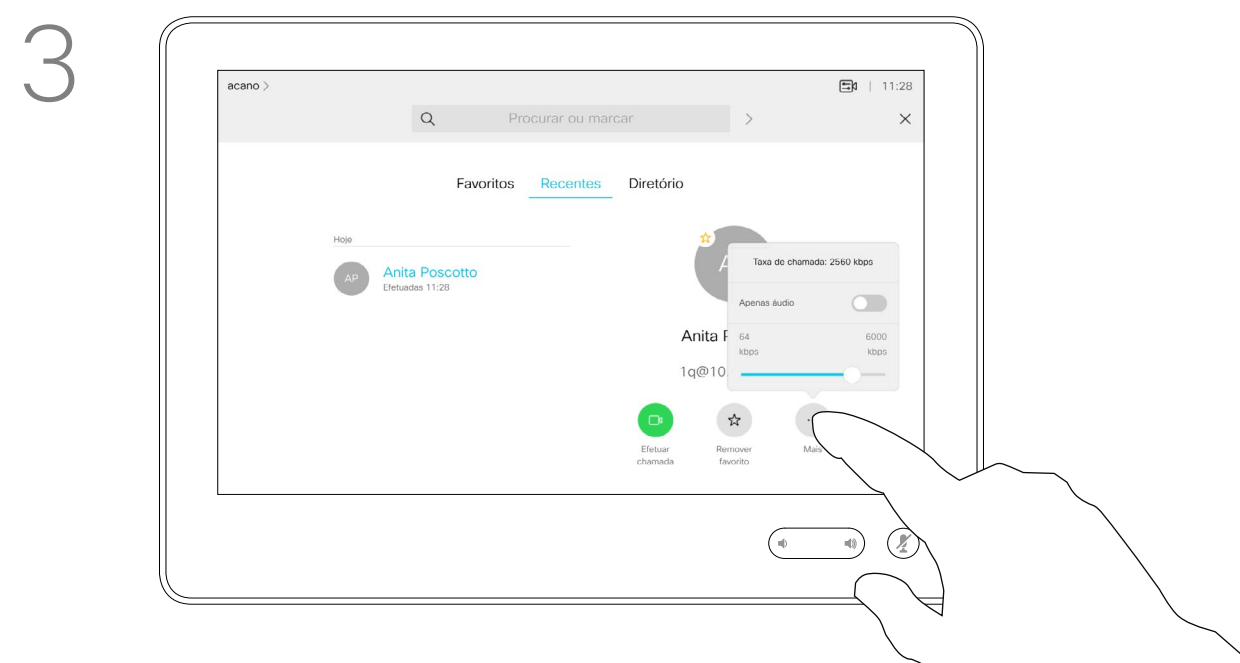 3
acano >
11:28
Procurar ou marcar
Favoritos Recentes Diretório
Hoje
AP
Anita Poscotto
Efetuadas 11:28
A
Taxa de chamada: 2560 kbps
Apenas áudio
64 6000
kbps kbps
Anita P
1q@10.
Efetuar
chamada
Remover
favorito
Mais